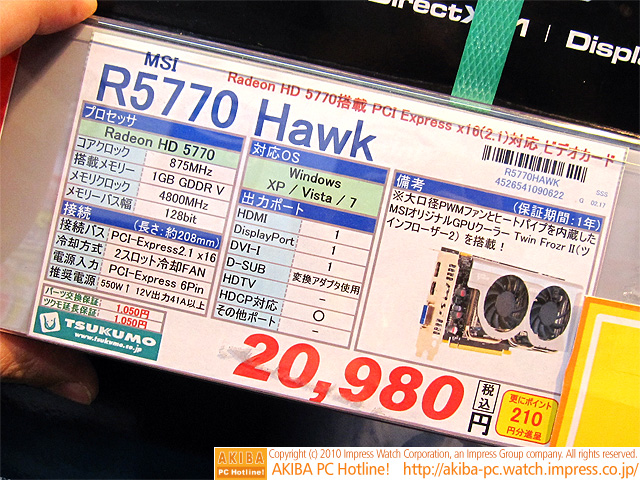 DirectX 11 | Displa
MSI
R5770 Hawk
Radeon HD 5770搭載 PCI Express x16(2.1)対応 ビデオカード
プロセッサ
Radeon HD 5770
コアクロック 875MHz
搭載メモリー 1GB GDDR V
メモリクロック 4800MHz
メモリーバス幅 128bit
接続 (長さ:約208mm)
接続バス PCI-Express2.1 x16
冷却方式 2スロット冷却FAN
電源入力 PCI-Express 6Pin
推奨電源 550W! 12V出力41A以上
パーツ交換保証 1,050円
ツクモ延長保証 1,050円
TSUKUMO
www.tsukumo.co.jp
対応OS
Windows
XP / Vista / 7
出力ポート
HDMI 1
DisplayPort 1
DVI-I 1
D-SUB 変換アダプタ使用
HDTV -
HDCP対応 ○
その他ポート -
R5770HAWK
4526541090622
SSS
G 02.17
備考 (保証期間:1年)
※大口径PWMファンとヒートパイプを内蔵した
MSIオリジナルGPUクーラー Twin Frozr II(ツ
インフローザー2) を搭載!
20,980 税込 円
更にポイント
210
円分進呈
AKIBA
PC Hotline!
Copyright (c) 2010 Impress Watch Corporation, an Impress Group company. All rights reserved.
AKIBA PC Hotline! http://akiba-pc.watch.impress.co.jp/